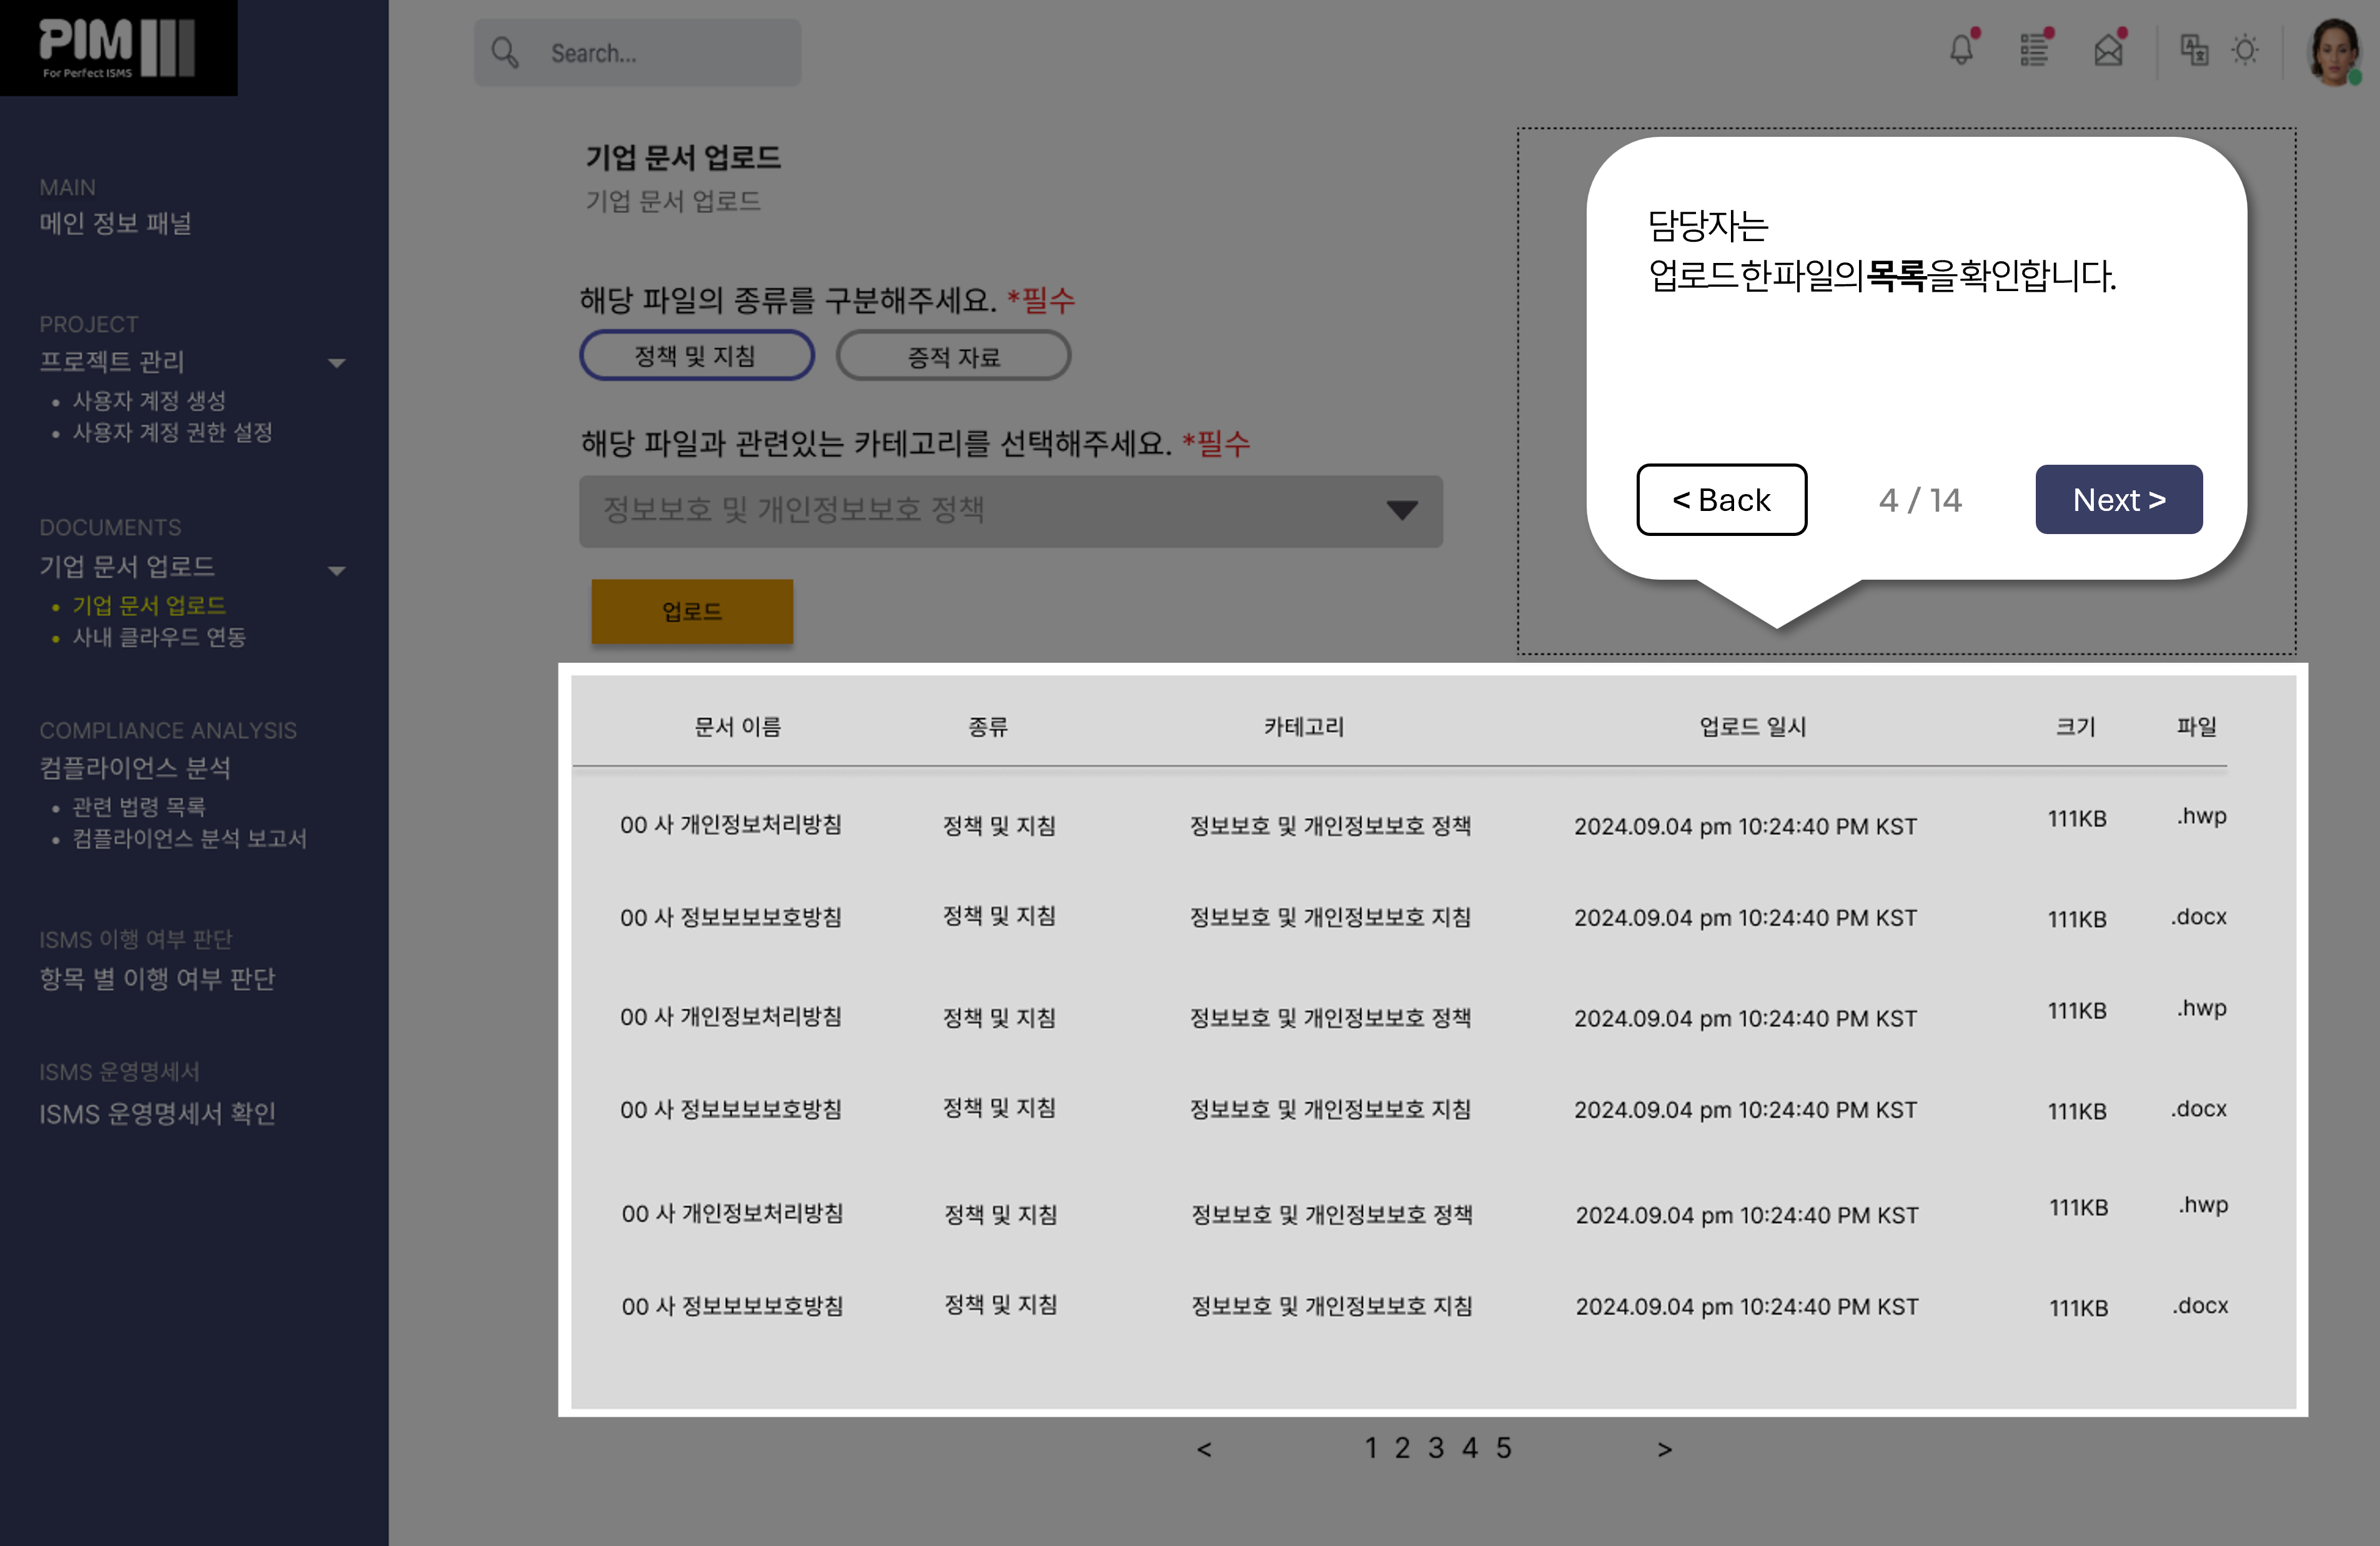 PIM
For Perfect ISMS
Search...
MAIN
메인 정보 패널
PROJECT
프로젝트 관리
사용자 계정 생성
사용자 계정 권한 설정
DOCUMENTS
기업 문서 업로드
기업 문서 업로드
사내 클라우드 연동
COMPLIANCE ANALYSIS
컴플라이언스 분석
관련 법령 목록
컴플라이언스 분석 보고서
ISMS 이행 여부 판단
항목 별 이행 여부 판단
ISMS 운영명세서
ISMS 운영명세서 확인
기업 문서 업로드
기업 문서 업로드
해당 파일의 종류를 구분해주세요. *필수
정책 및 지침 증적 자료
해당 파일과 관련있는 카테고리를 선택해주세요. *필수
정보보호 및 개인정보보호 정책
업로드
담당자는
업로드한 파일의 목록을 확인합니다.
< Back 4 / 14 Next >
문서 이름 종류 카테고리 업로드 일시 크기 파일
00 사 개인정보처리방침 정책 및 지침 정보보호 및 개인정보보호 정책 2024.09.04 pm 10:24:40 PM KST 111KB .hwp
00 사 정보보보보호방침 정책 및 지침 정보보호 및 개인정보보호 지침 2024.09.04 pm 10:24:40 PM KST 111KB .docx
00 사 개인정보처리방침 정책 및 지침 정보보호 및 개인정보보호 정책 2024.09.04 pm 10:24:40 PM KST 111KB .hwp
00 사 정보보보보호방침 정책 및 지침 정보보호 및 개인정보보호 지침 2024.09.04 pm 10:24:40 PM KST 111KB .docx
00 사 개인정보처리방침 정책 및 지침 정보보호 및 개인정보보호 정책 2024.09.04 pm 10:24:40 PM KST 111KB .hwp
00 사 정보보보보호방침 정책 및 지침 정보보호 및 개인정보보호 지침 2024.09.04 pm 10:24:40 PM KST 111KB .docx
< 1 2 3 4 5 >